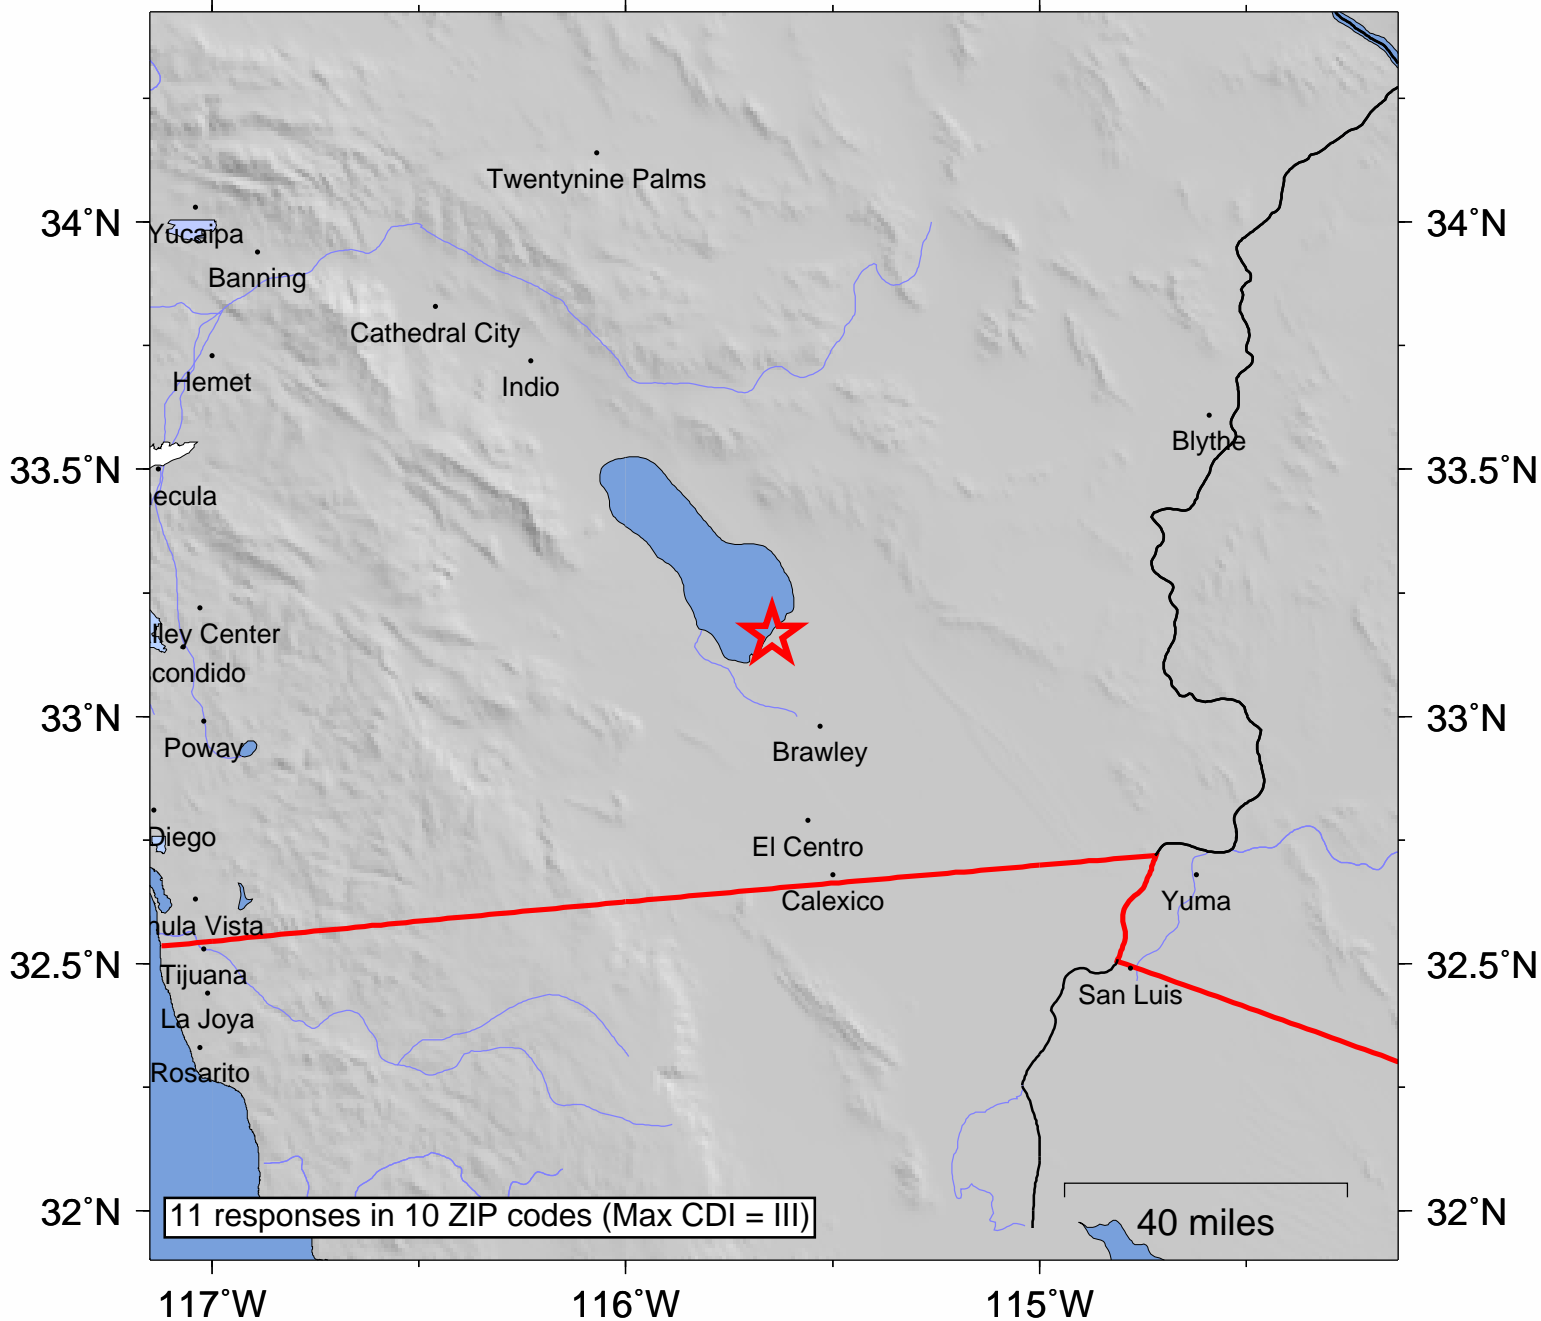 Twentynine Palms
34°N
34°N
Yucaipa
Banning
Cathedral City
Hemet
Indio
Blythe
33.5°N
33.5°N
ecula
lley Center
condido
33°N
33°N
Poway
Brawley
Diego
El Centro
Calexico
Yuma
hula Vista
32.5°N
32.5°N
Tijuana
San Luis
La Joya
Rosarito
32°N
11 responses in 10 ZIP codes (Max CDI = III)
40 miles
32°N
117°W
116°W
115°W